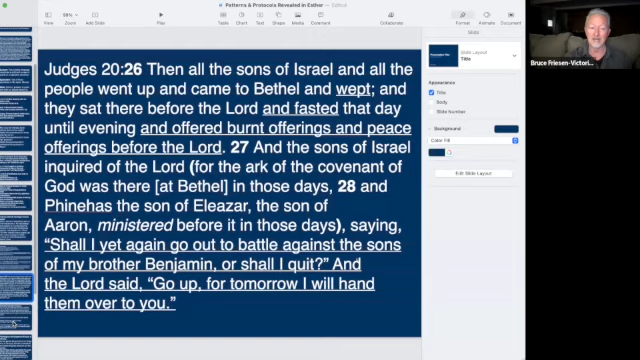 Patterns & Protocols Revealed in Esther — Edited
View
Zoom
Add Slide
Play
Table
Chart
Text
Shape
Media
Comment
Collaborate
Format
Animate
Document
Slide
Slide Layout
Title
Appearance
Title
Body
Slide Number
Background
Color Fill
Edit Slide Layout
Judges 20:26 Then all the sons of Israel and all the
people went up and came to Bethel and wept; and
they sat there before the Lord and fasted that day
until evening and offered burnt offerings and peace
offerings before the Lord. 27 And the sons of Israel
inquired of the Lord (for the ark of the covenant of
God was there [at Bethel] in those days, 28 and
Phinehas the son of Eleazar, the son of
Aaron, ministered before it in those days), saying,
“Shall I yet again go out to battle against the sons
of my brother Benjamin, or shall I quit?” And
the Lord said, “Go up, for tomorrow I will hand
them over to you.”
Bruce Friesen-Victori...